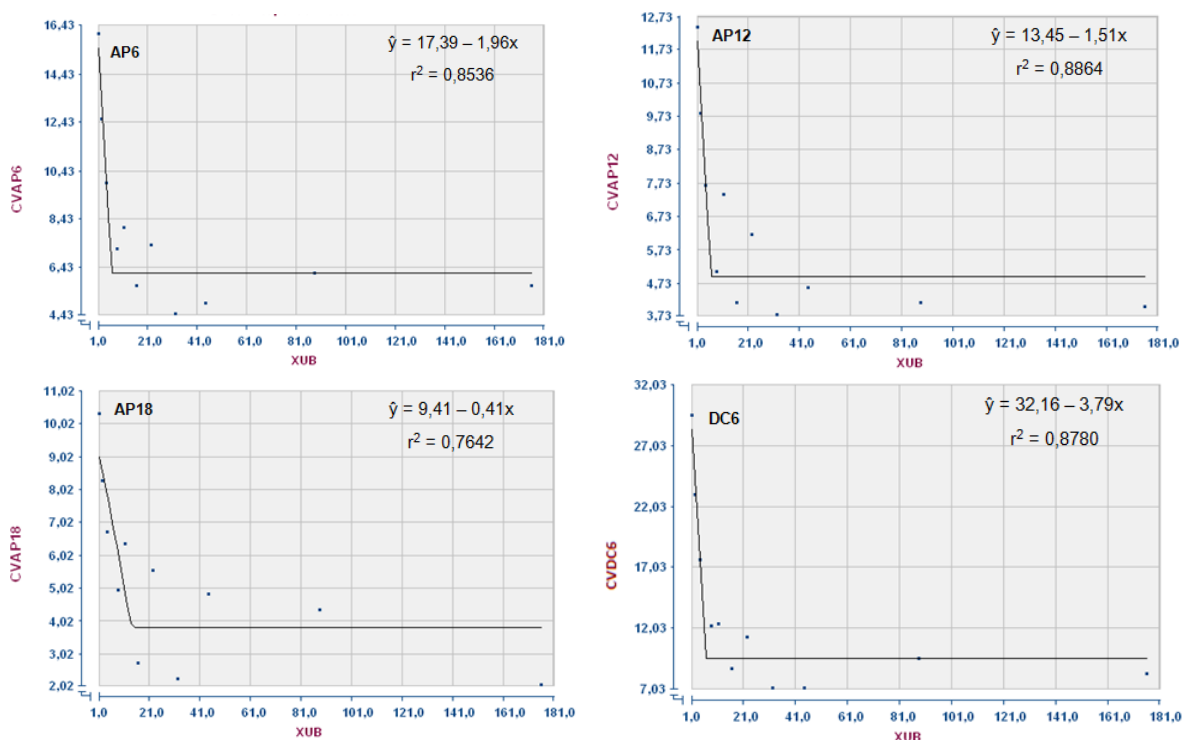 16,43
14,43
12,43
10,43
8,43
6,43
4,43
CVAP6
AP6
ŷ = 17,39 – 1,96x
r² = 0,8536
1,0 21,0 41,0 61,0 81,0 101,0 121,0 141,0 161,0 181,0
XUB
12,73
11,73
10,73
9,73
8,73
7,73
6,73
5,73
4,73
3,73
CVAP12
AP12
ŷ = 13,45 – 1,51x
r² = 0,8864
1,0 21,0 41,0 61,0 81,0 101,0 121,0 141,0 161,0 181,0
XUB
11,02
10,02
9,02
8,02
7,02
6,02
5,02
4,02
3,02
2,02
CVAP18
AP18
ŷ = 9,41 – 0,41x
r² = 0,7642
1,0 21,0 41,0 61,0 81,0 101,0 121,0 141,0 161,0 181,0
XUB
32,03
27,03
22,03
17,03
12,03
7,03
CVDC6
DC6
ŷ = 32,16 – 3,79x
r² = 0,8780
1,0 21,0 41,0 61,0 81,0 101,0 121,0 141,0 161,0 181,0
XUB